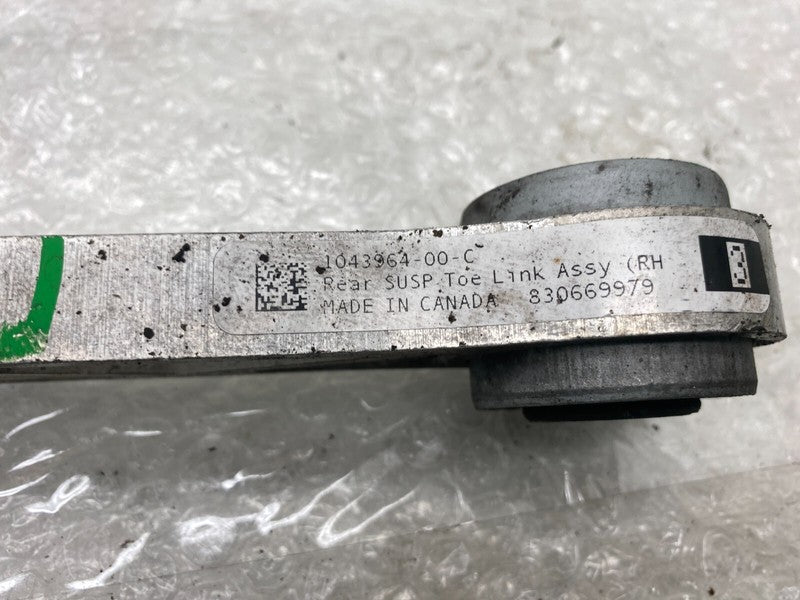 1043964-00-C
Rear SUSP Toe Link Assy (RH
MADE IN CANADA 830669979